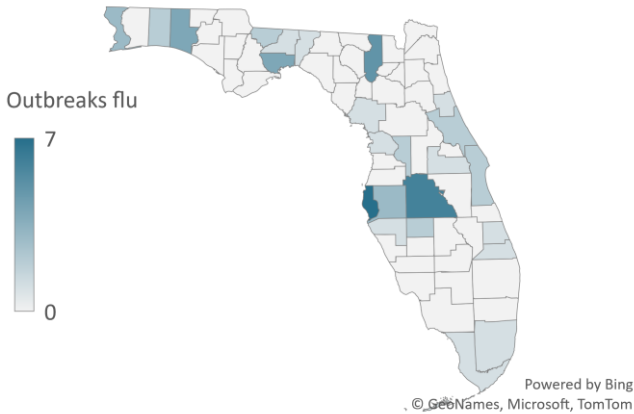 Outbreaks flu
7
0
Powered by Bing
© GeoNames, Microsoft, TomTom